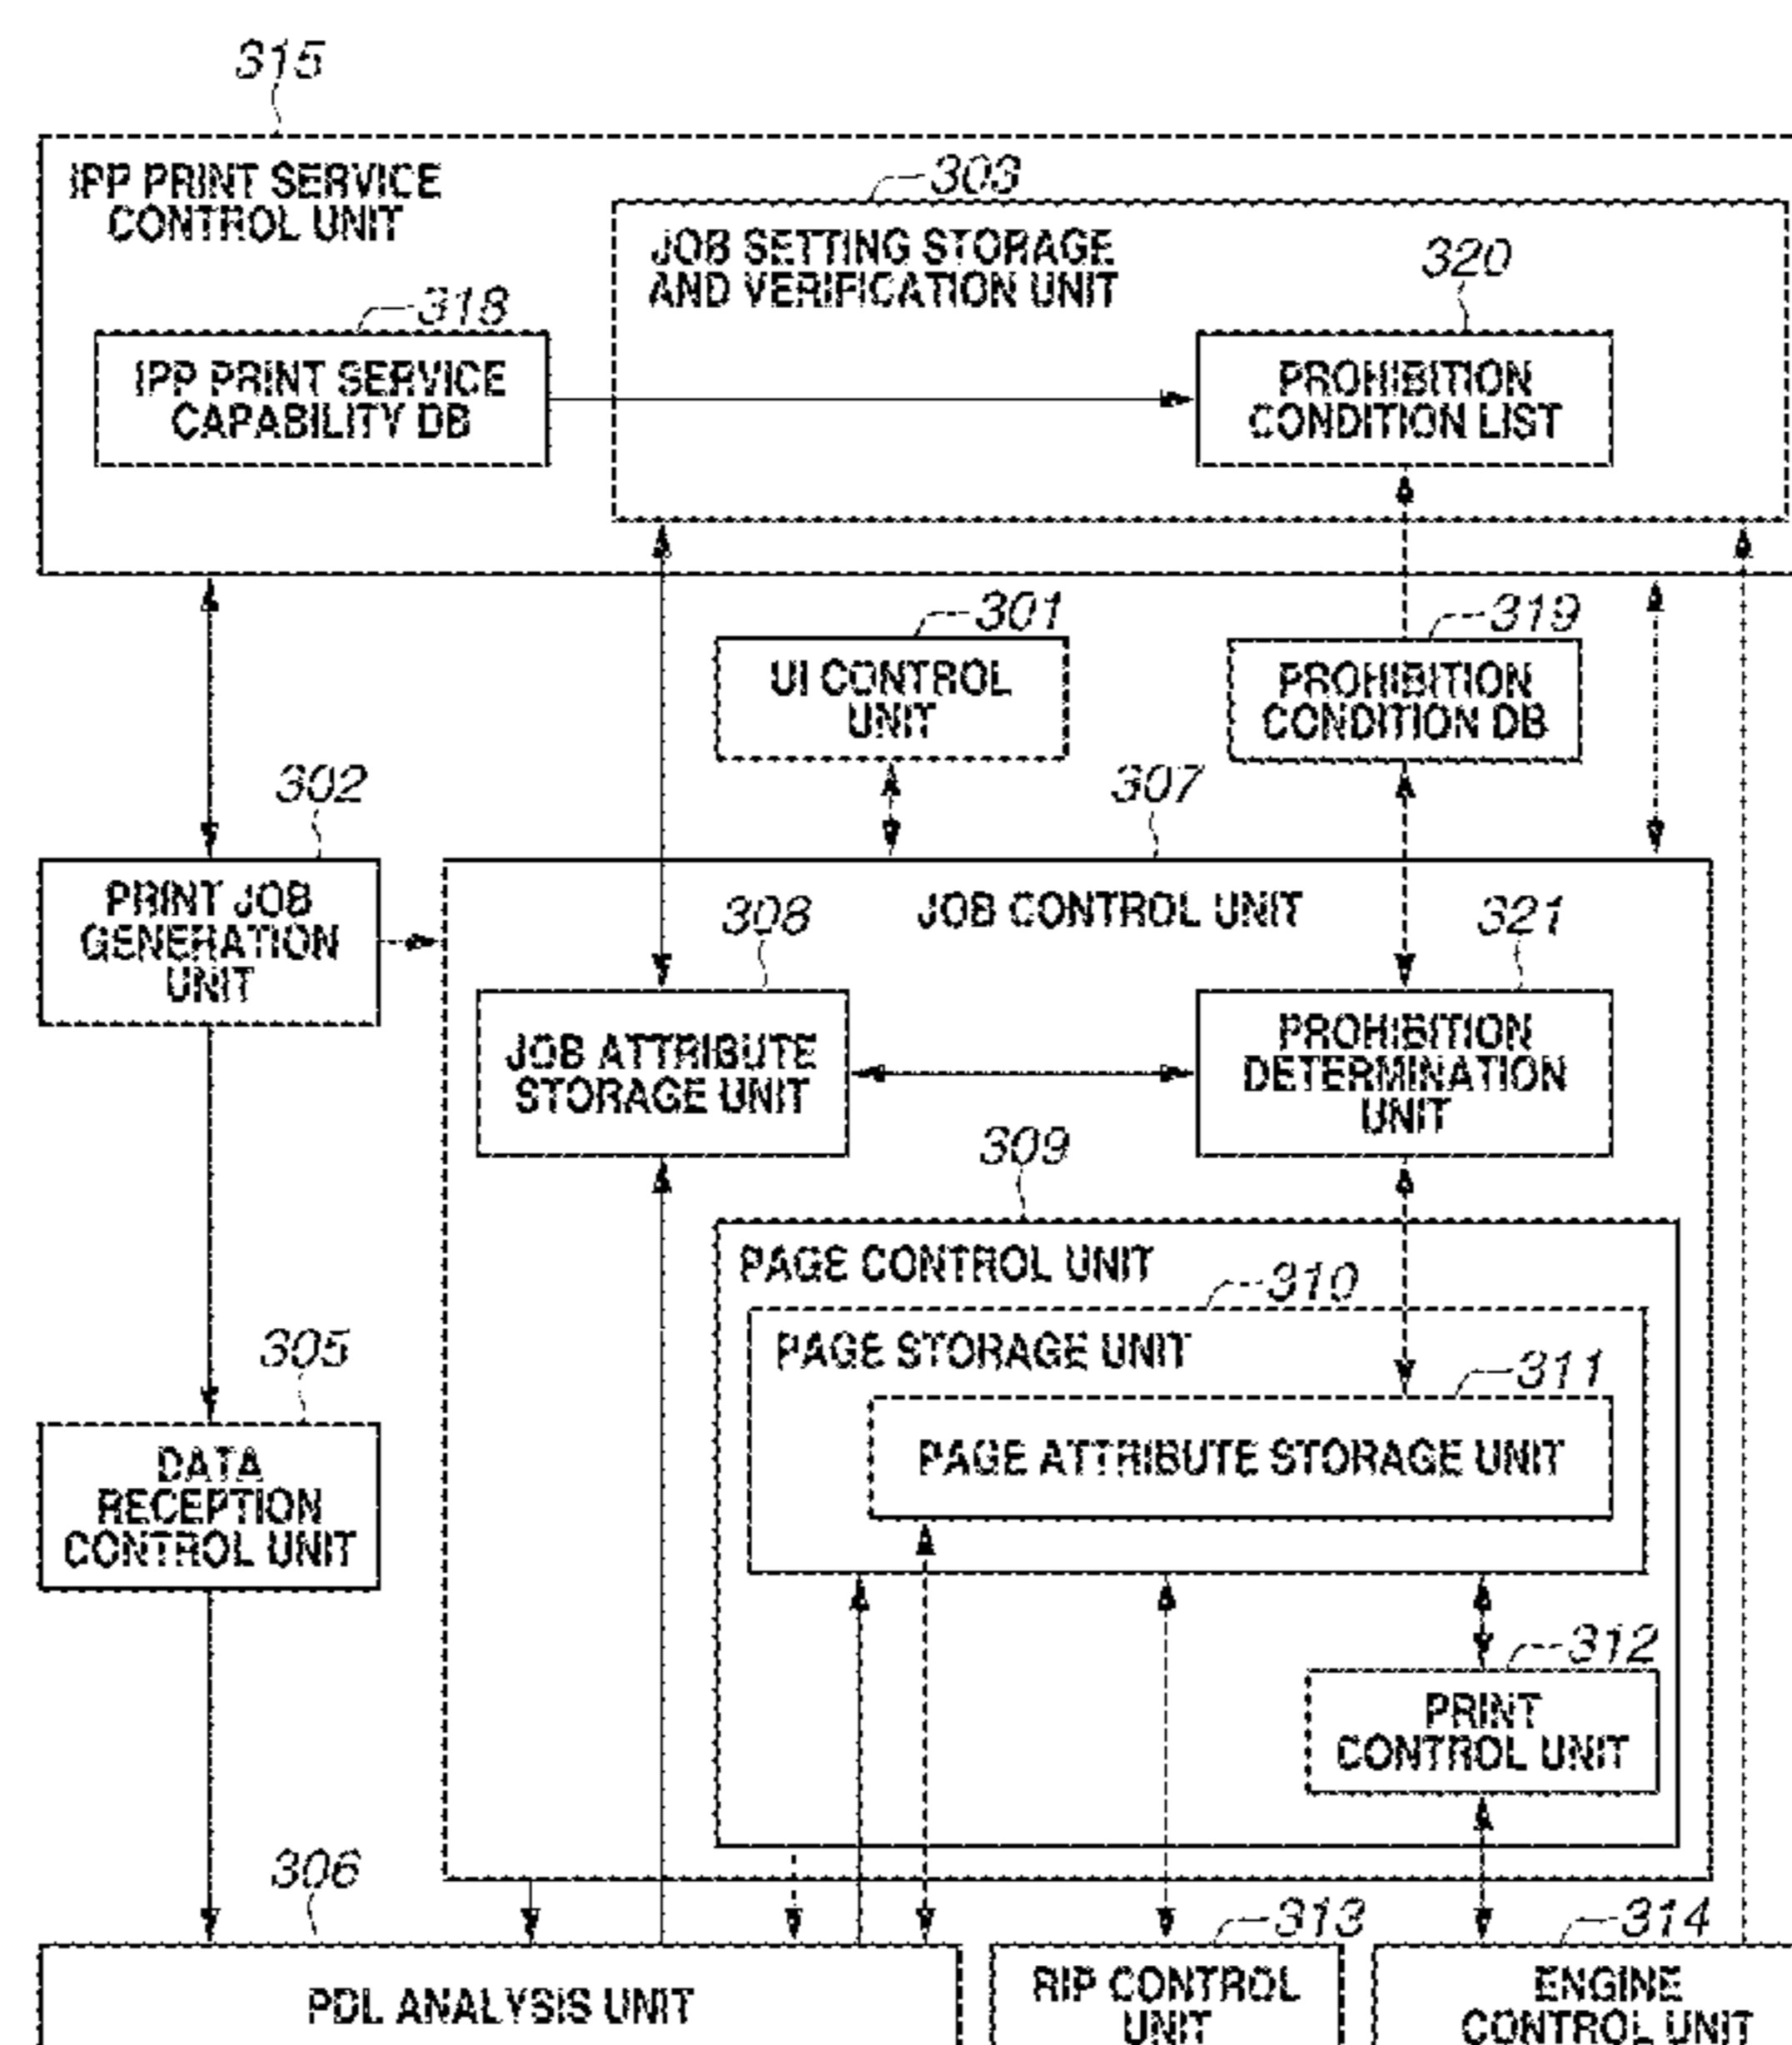 315
IPP PRINT SERVICE
CONTROL UNIT
303
JOB SETTING STORAGE
AND VERIFICATION UNIT
320
318
IPP PRINT SERVICE
CAPABILITY DB
PROHIBITION
CONDITION LIST
301
UI CONTROL
UNIT
319
PROHIBITION
CONDITION DB
302
PRINT JOB
GENERATION
UNIT
307
JOB CONTROL UNIT
308
JOB ATTRIBUTE
STORAGE UNIT
321
PROHIBITION
DETERMINATION
UNIT
309
PAGE CONTROL UNIT
310
PAGE STORAGE UNIT
311
PAGE ATTRIBUTE STORAGE UNIT
305
DATA
RECEPTION
CONTROL UNIT
312
PRINT
CONTROL UNIT
306
PDL ANALYSIS UNIT
313
RIP CONTROL
UNIT
314
ENGINE
CONTROL UNIT